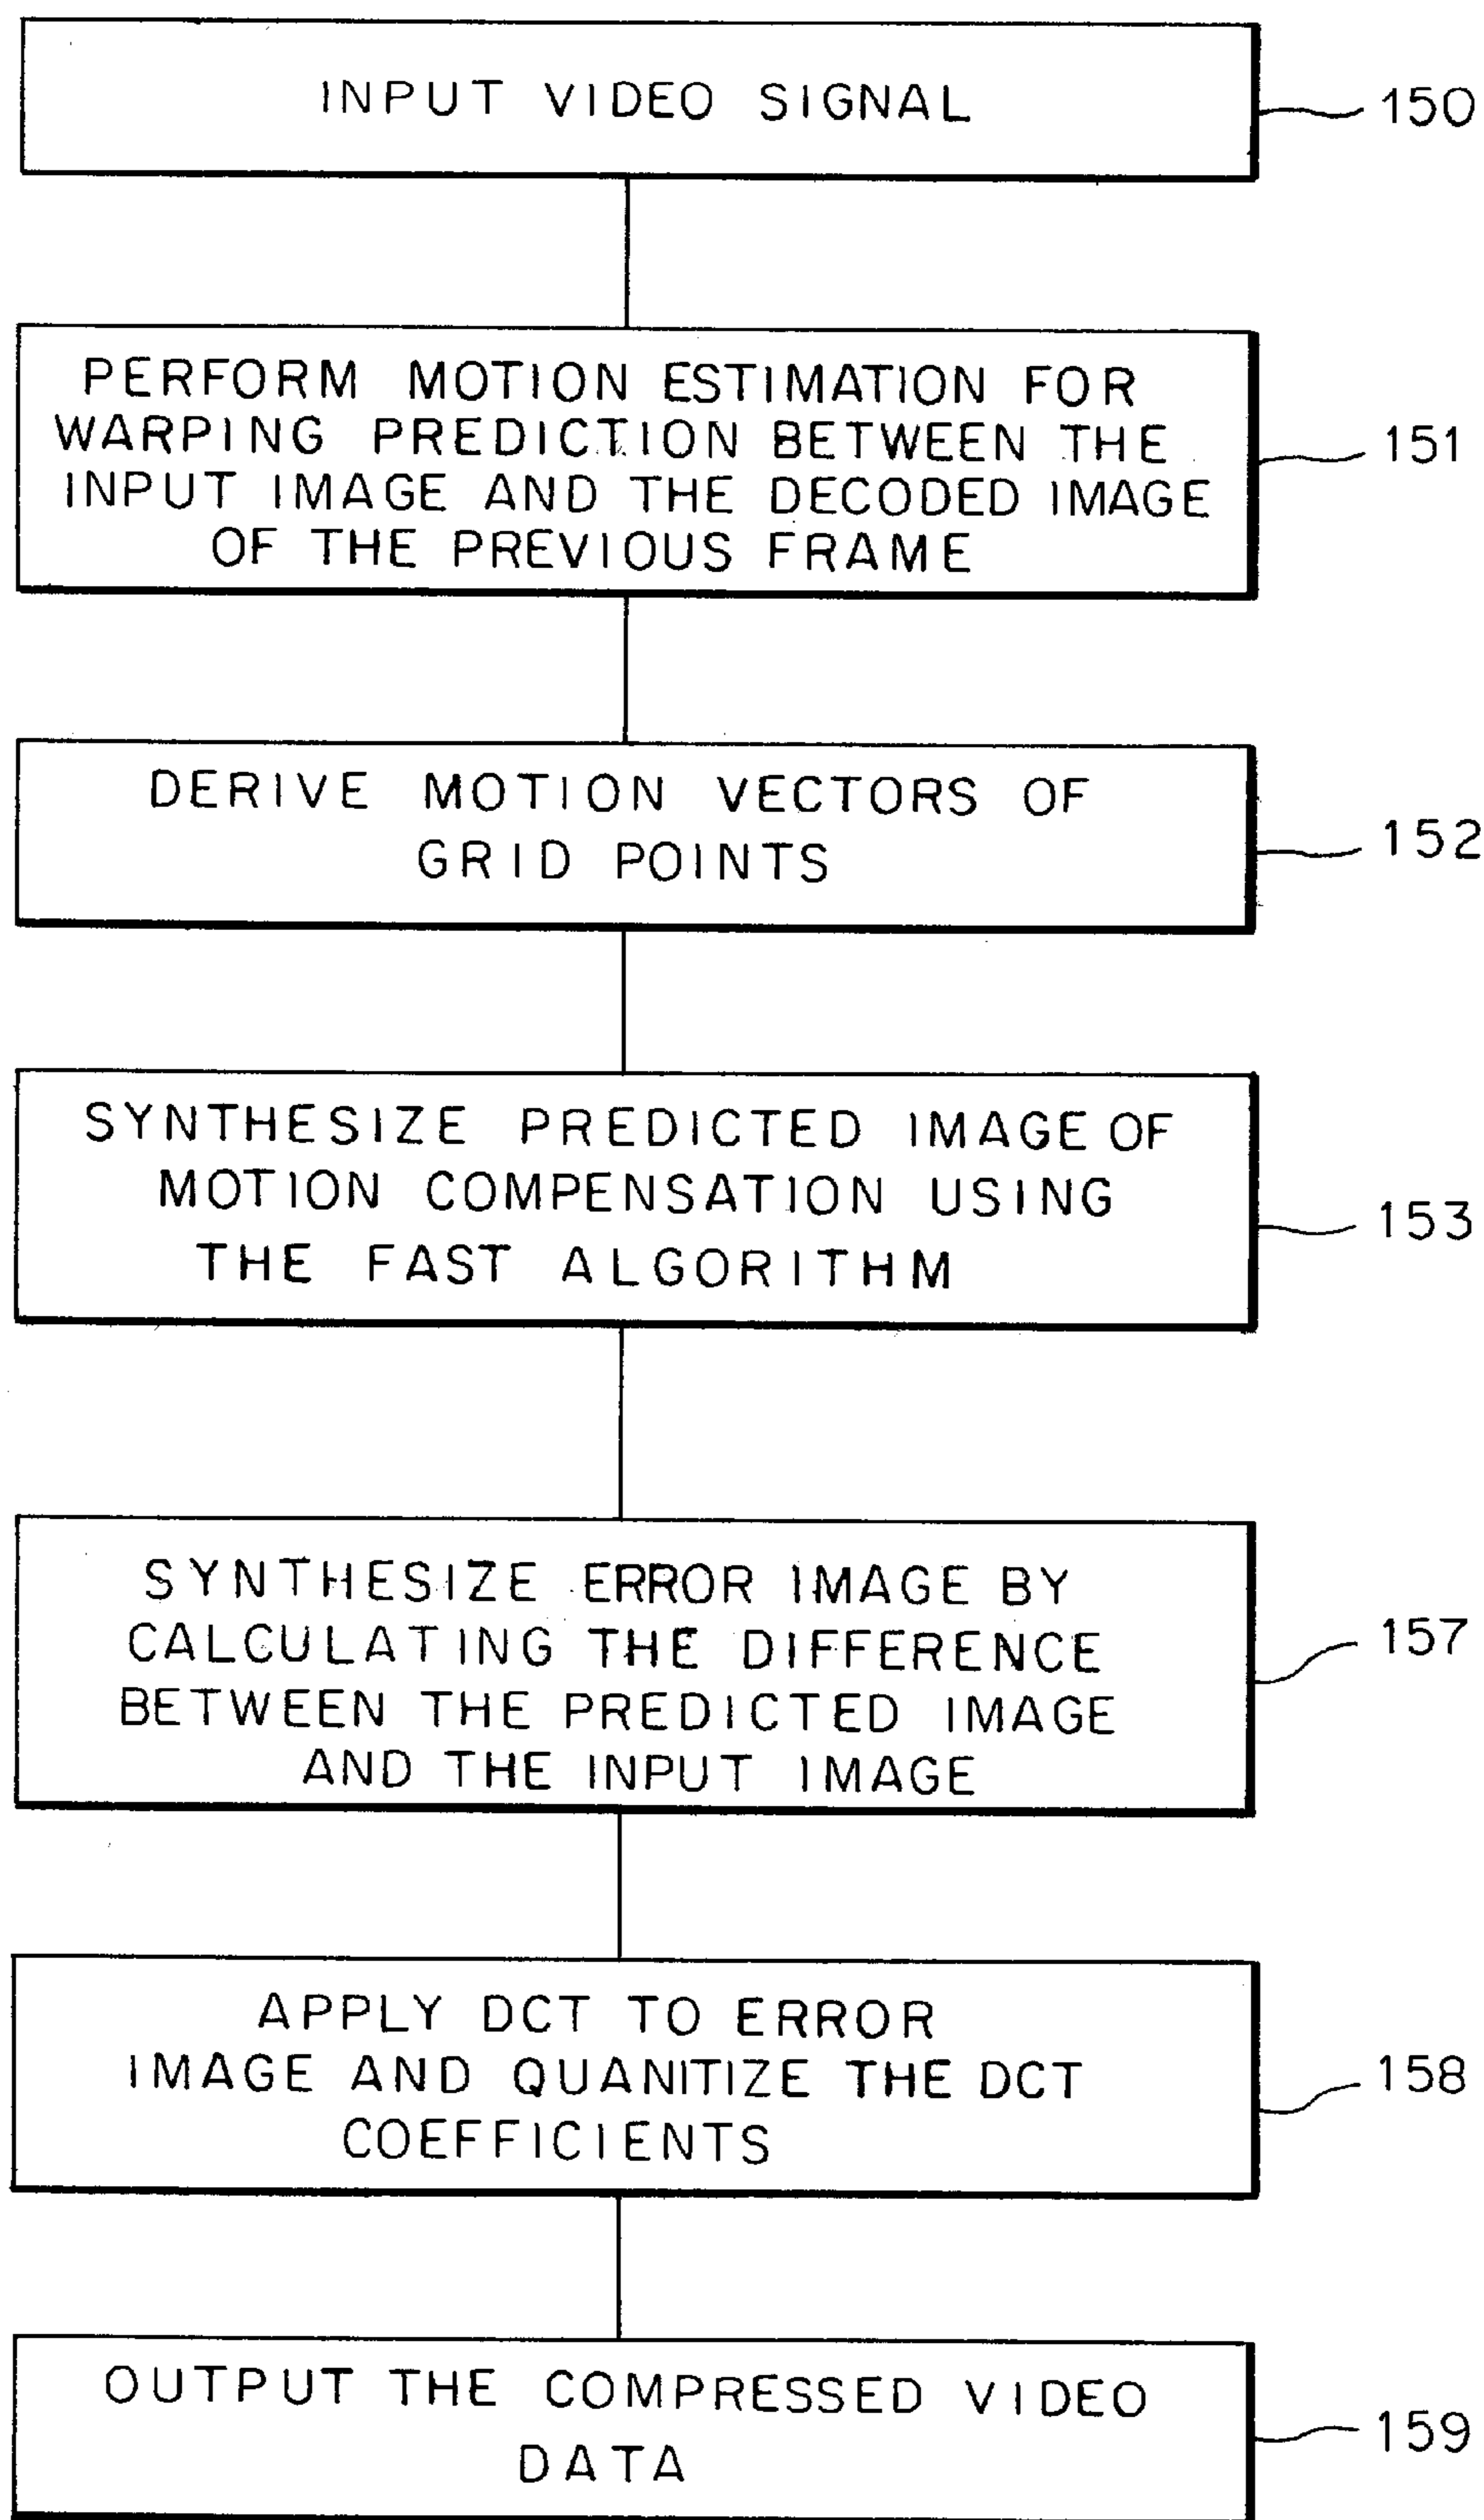 INPUT VIDEO SIGNAL
150
PERFORM MOTION ESTIMATION FOR
WARPING PREDICTION BETWEEN THE
INPUT IMAGE AND THE DECODED IMAGE
OF THE PREVIOUS FRAME
151
DERIVE MOTION VECTORS OF
GRID POINTS
152
SYNTHESIZE PREDICTED IMAGE OF
MOTION COMPENSATION USING
THE FAST ALGORITHM
153
SYNTHESIZE ERROR IMAGE BY
CALCULATING THE DIFFERENCE
BETWEEN THE PREDICTED IMAGE
AND THE INPUT IMAGE
157
APPLY DCT TO ERROR
IMAGE AND QUANITIZE THE DCT
COEFFICIENTS
158
OUTPUT THE COMPRESSED VIDEO
DATA
159